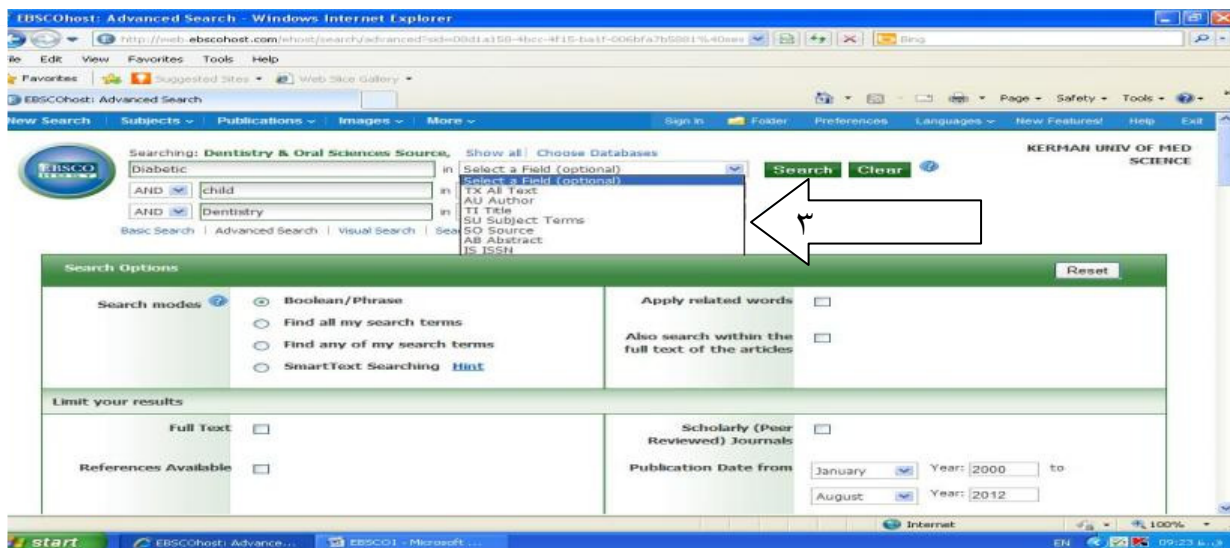 EBSCOhost: Advanced Search - Windows Internet Explorer
ebscohost.com
Bing
Edit View Favorites Tools Help
Favorites Suggested Sites Web Slice Gallery
EBSCOhost: Advanced Search Page Safety Tools
New Search Subjects Publications Images More Sign In Folder Preferences Languages New Features! Help Exit
Searching: Dentistry & Oral Sciences Source, Show all Choose Databases KERMAN UNIV OF MED SCIENCE
EBSCO HOST Diabetic in Select a Field (optional) Search Clear
Select a Field (optional)
AND child in TX All Text
AU Author
AND Dentistry in TI Title
SU Subject Terms
Basic Search | Advanced Search | Visual Search | Sea SO Source
AB Abstract
IS ISSN
۳
Search Options Reset
Search modes Boolean/Phrase Apply related words
Find all my search terms
Find any of my search terms Also search within the full text of the articles
SmartText Searching Hint
Limit your results
Full Text Scholarly (Peer Reviewed) Journals
References Available Publication Date from January Year: 2000 to
August Year: 2012
Internet 100%
start EBSCOhost: Advance... EBSCO1 - Microsoft ... EN 09:23